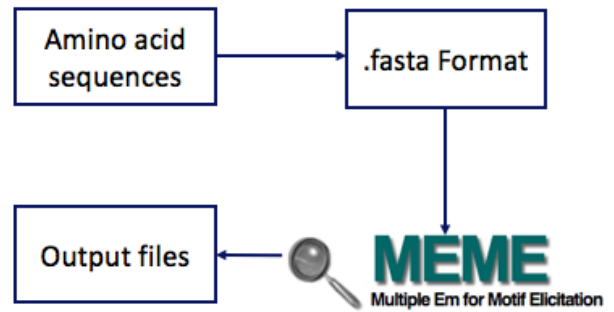 Amino acid
sequences
.fasta Format
Output files
MEME
Multiple Em for Motif Elicitation